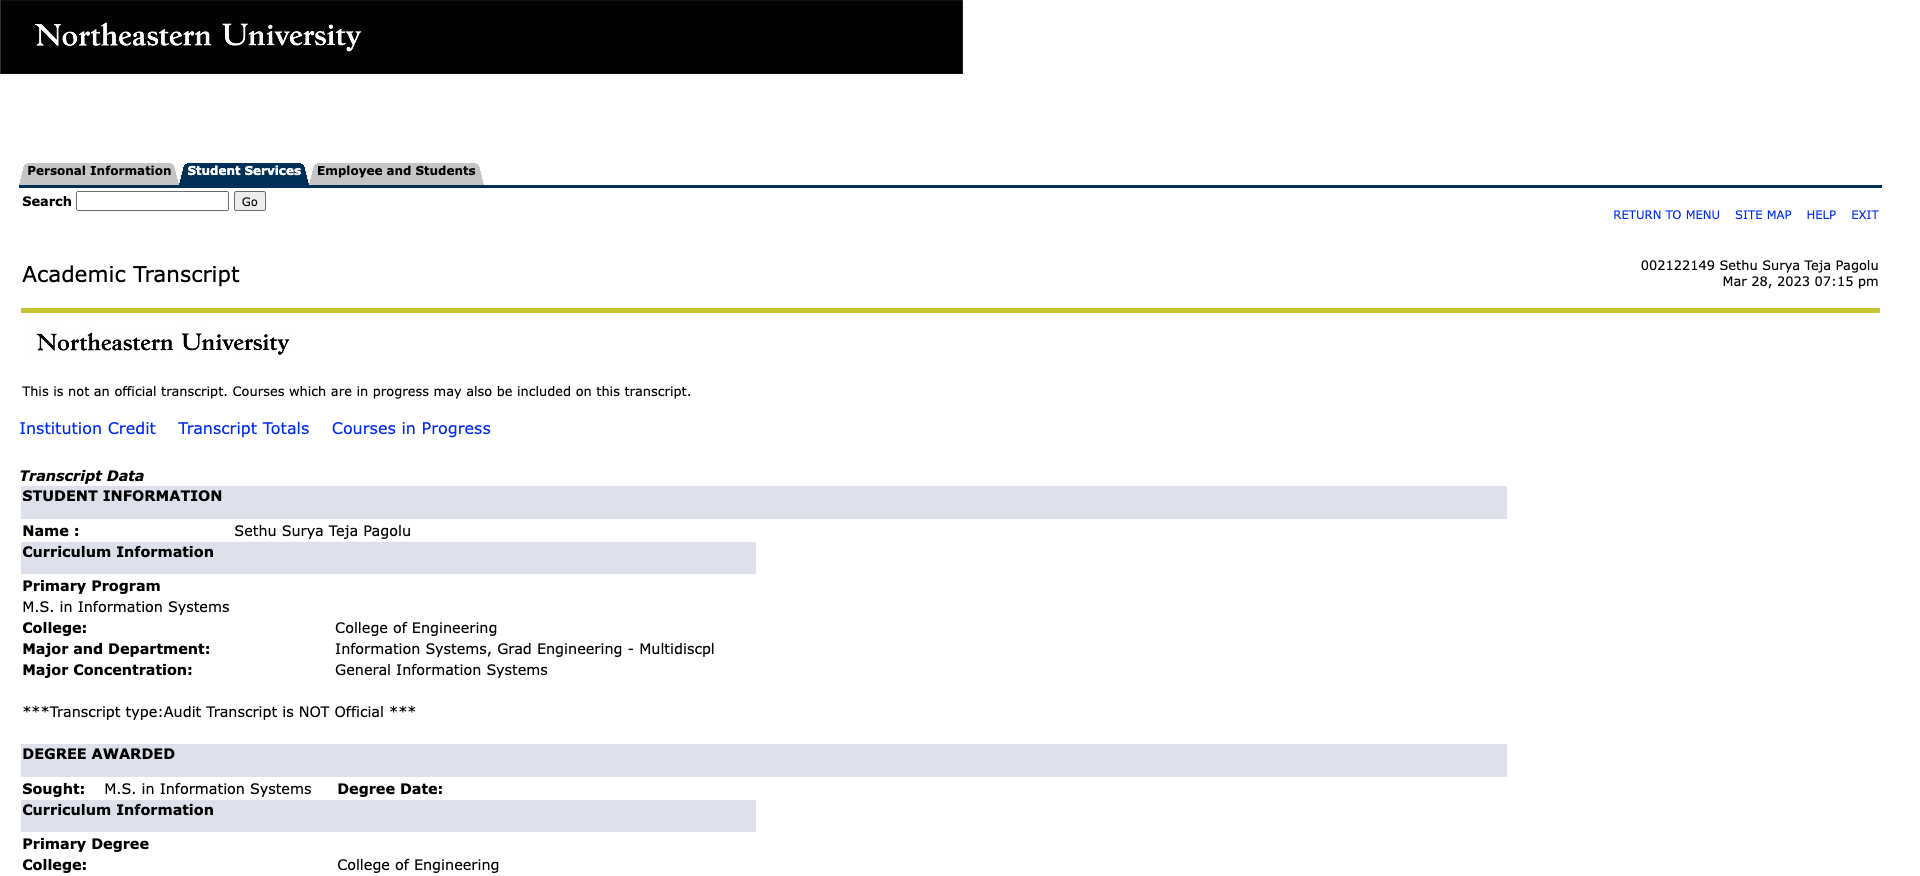 Northeastern University
Personal Information Student Services Employee and Students
Search Go
RETURN TO MENU SITE MAP HELP EXIT
Academic Transcript
002122149 Sethu Surya Teja Pagolu
Mar 28, 2023 07:15 pm
Northeastern University
This is not an official transcript. Courses which are in progress may also be included on this transcript.
Institution Credit Transcript Totals Courses in Progress
Transcript Data
STUDENT INFORMATION
Name : Sethu Surya Teja Pagolu
Curriculum Information
Primary Program
M.S. in Information Systems
College: College of Engineering
Major and Department: Information Systems, Grad Engineering - Multidiscpl
Major Concentration: General Information Systems
***Transcript type:Audit Transcript is NOT Official ***
DEGREE AWARDED
Sought: M.S. in Information Systems Degree Date:
Curriculum Information
Primary Degree
College: College of Engineering